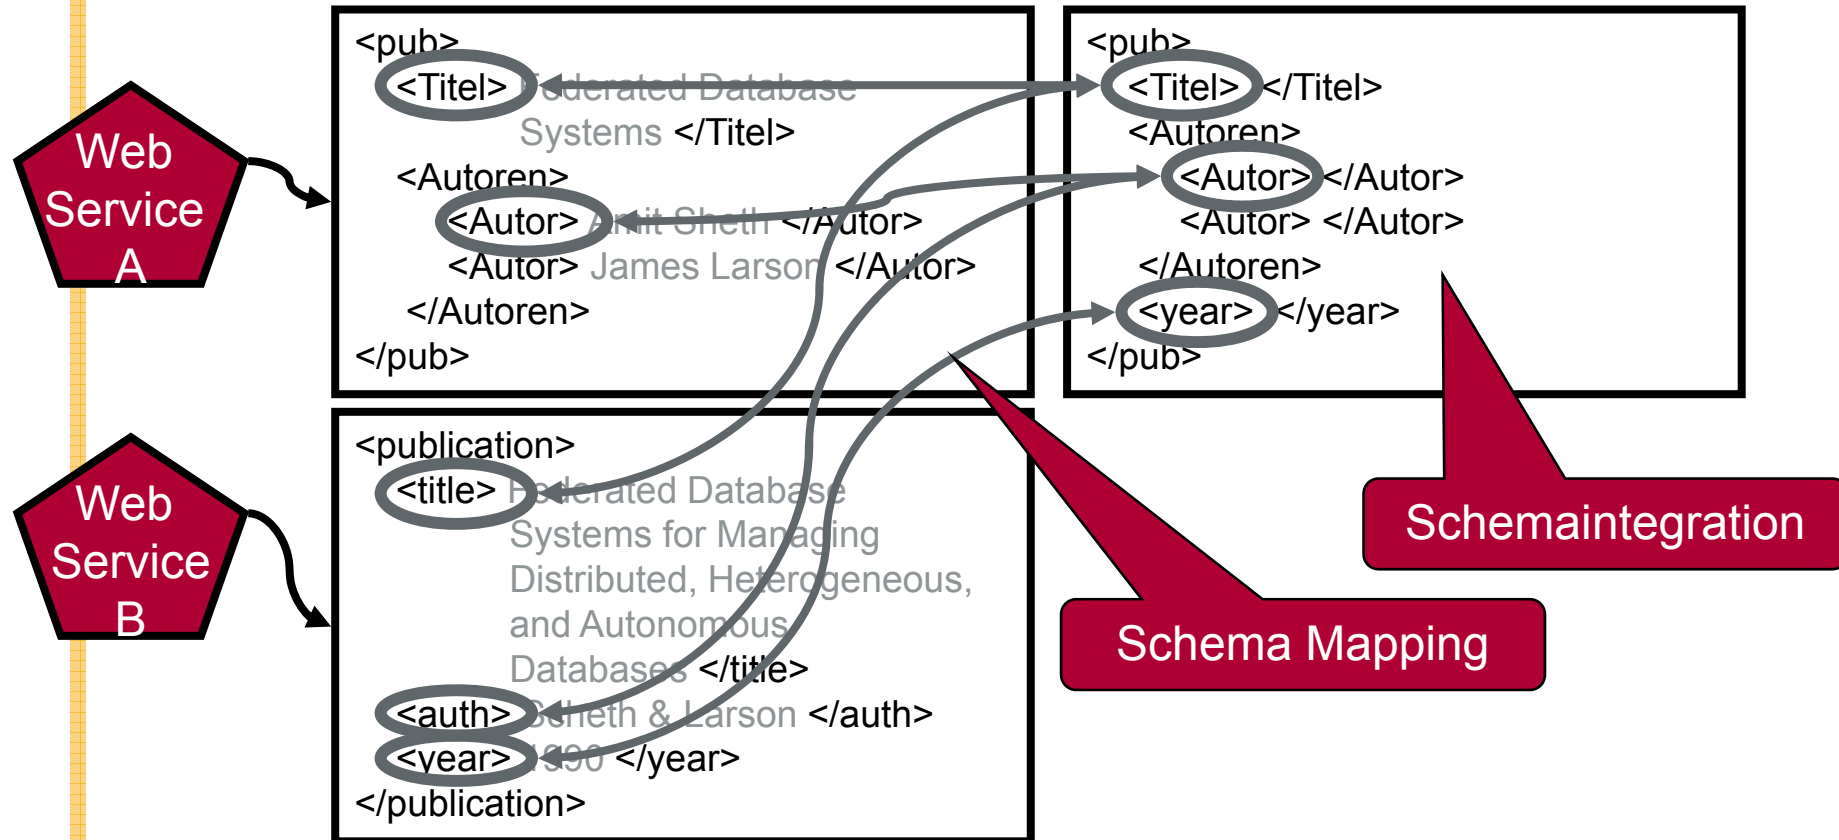 Web
Service
A
<pub>
<Titel> Federated Database
Systems </Titel>
<Autoren>
<Autor> Amit Sheth </Autor>
<Autor> James Larson </Autor>
</Autoren>
</pub>
<pub>
<Titel> </Titel>
<Autoren>
<Autor> </Autor>
<Autor> </Autor>
</Autoren>
<year> </year>
</pub>
Web
Service
B
<publication>
<title> Federated Database
Systems for Managing
Distributed, Heterogeneous,
and Autonomous
Databases </title>
<auth> Scheth & Larson </auth>
<year> 1990 </year>
</publication>
Schemaintegration
Schema Mapping